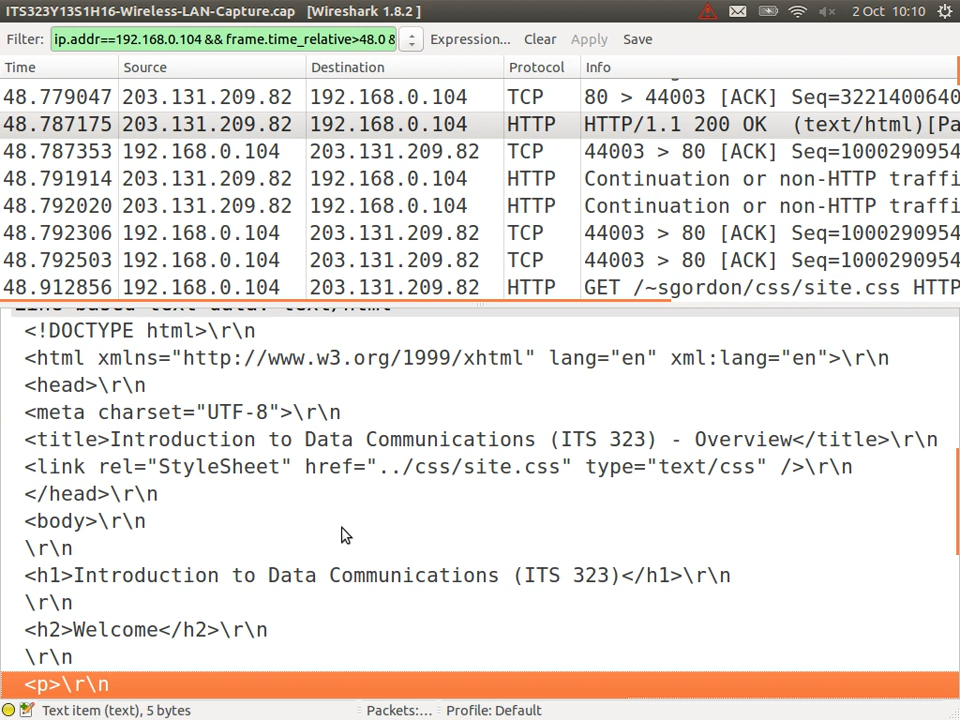 ITS323Y13S1H16-Wireless-LAN-Capture.cap [Wireshark 1.8.2 ] 2 Oct 10:10
Filter: ip.addr==192.168.0.104 && frame.time_relative>48.0 & Expression... Clear Apply Save
Time Source Destination Protocol Info
48.779047 203.131.209.82 192.168.0.104 TCP 80 > 44003 [ACK] Seq=3221400640
48.787175 203.131.209.82 192.168.0.104 HTTP HTTP/1.1 200 OK (text/html)[Pa
48.787353 192.168.0.104 203.131.209.82 TCP 44003 > 80 [ACK] Seq=1000290954
48.791914 203.131.209.82 192.168.0.104 HTTP Continuation or non-HTTP traffi
48.792020 203.131.209.82 192.168.0.104 HTTP Continuation or non-HTTP traffi
48.792306 192.168.0.104 203.131.209.82 TCP 44003 > 80 [ACK] Seq=1000290954
48.792503 192.168.0.104 203.131.209.82 TCP 44003 > 80 [ACK] Seq=1000290954
48.912856 192.168.0.104 203.131.209.82 HTTP GET /~sgordon/css/site.css HTTP
<!DOCTYPE html>\r\n
<html xmlns="http://www.w3.org/1999/xhtml" lang="en" xml:lang="en">\r\n
<head>\r\n
<meta charset="UTF-8">\r\n
<title>Introduction to Data Communications (ITS 323) - Overview</title>\r\n
<link rel="StyleSheet" href="../css/site.css" type="text/css" />\r\n
</head>\r\n
<body>\r\n
\r\n
<h1>Introduction to Data Communications (ITS 323)</h1>\r\n
\r\n
<h2>Welcome</h2>\r\n
\r\n
<p>\r\n
Text item (text), 5 bytes Packets:... Profile: Default